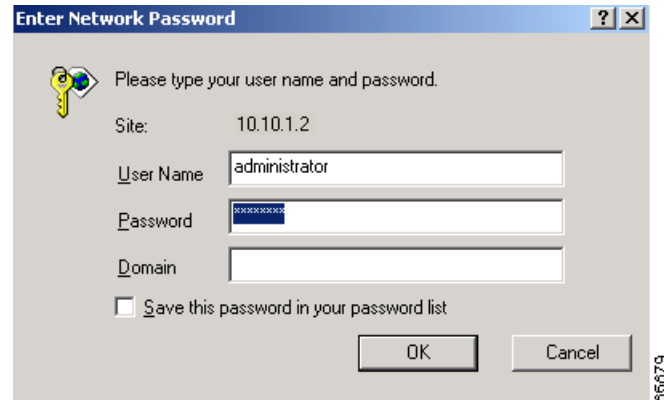 Enter Network Password
Please type your user name and password.
Site: 10.10.1.2
User Name administrator
Password ********
Domain
Save this password in your password list
OK Cancel